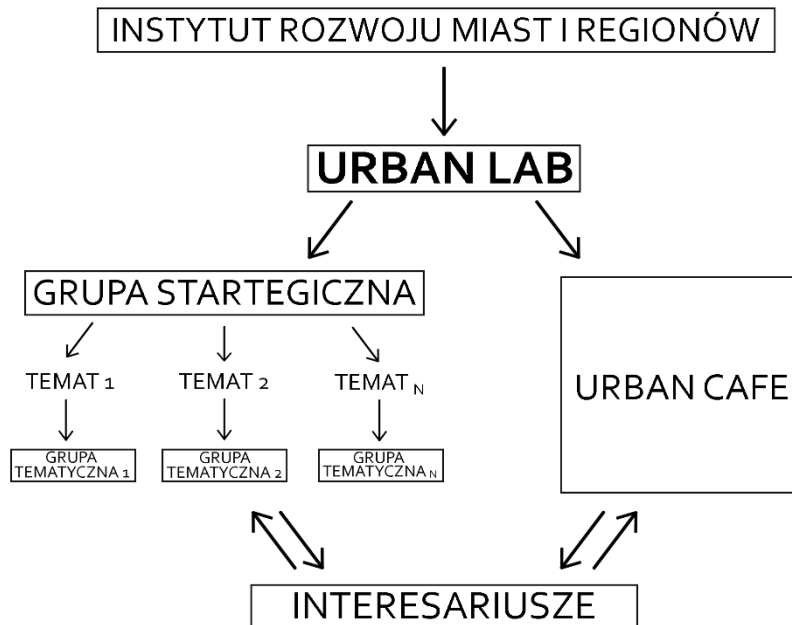 INSTYTUT ROZWOJU MIAST I REGIONÓW
URBAN LAB
GRUPA STARTEGICZNA
TEMAT 1
TEMAT 2
TEMAT N
URBAN CAFE
GRUPA
TEMATYCZNA 1
GRUPA
TEMATYCZNA 2
GRUPA
TEMATYCZNA N
INTERESARIUSZE